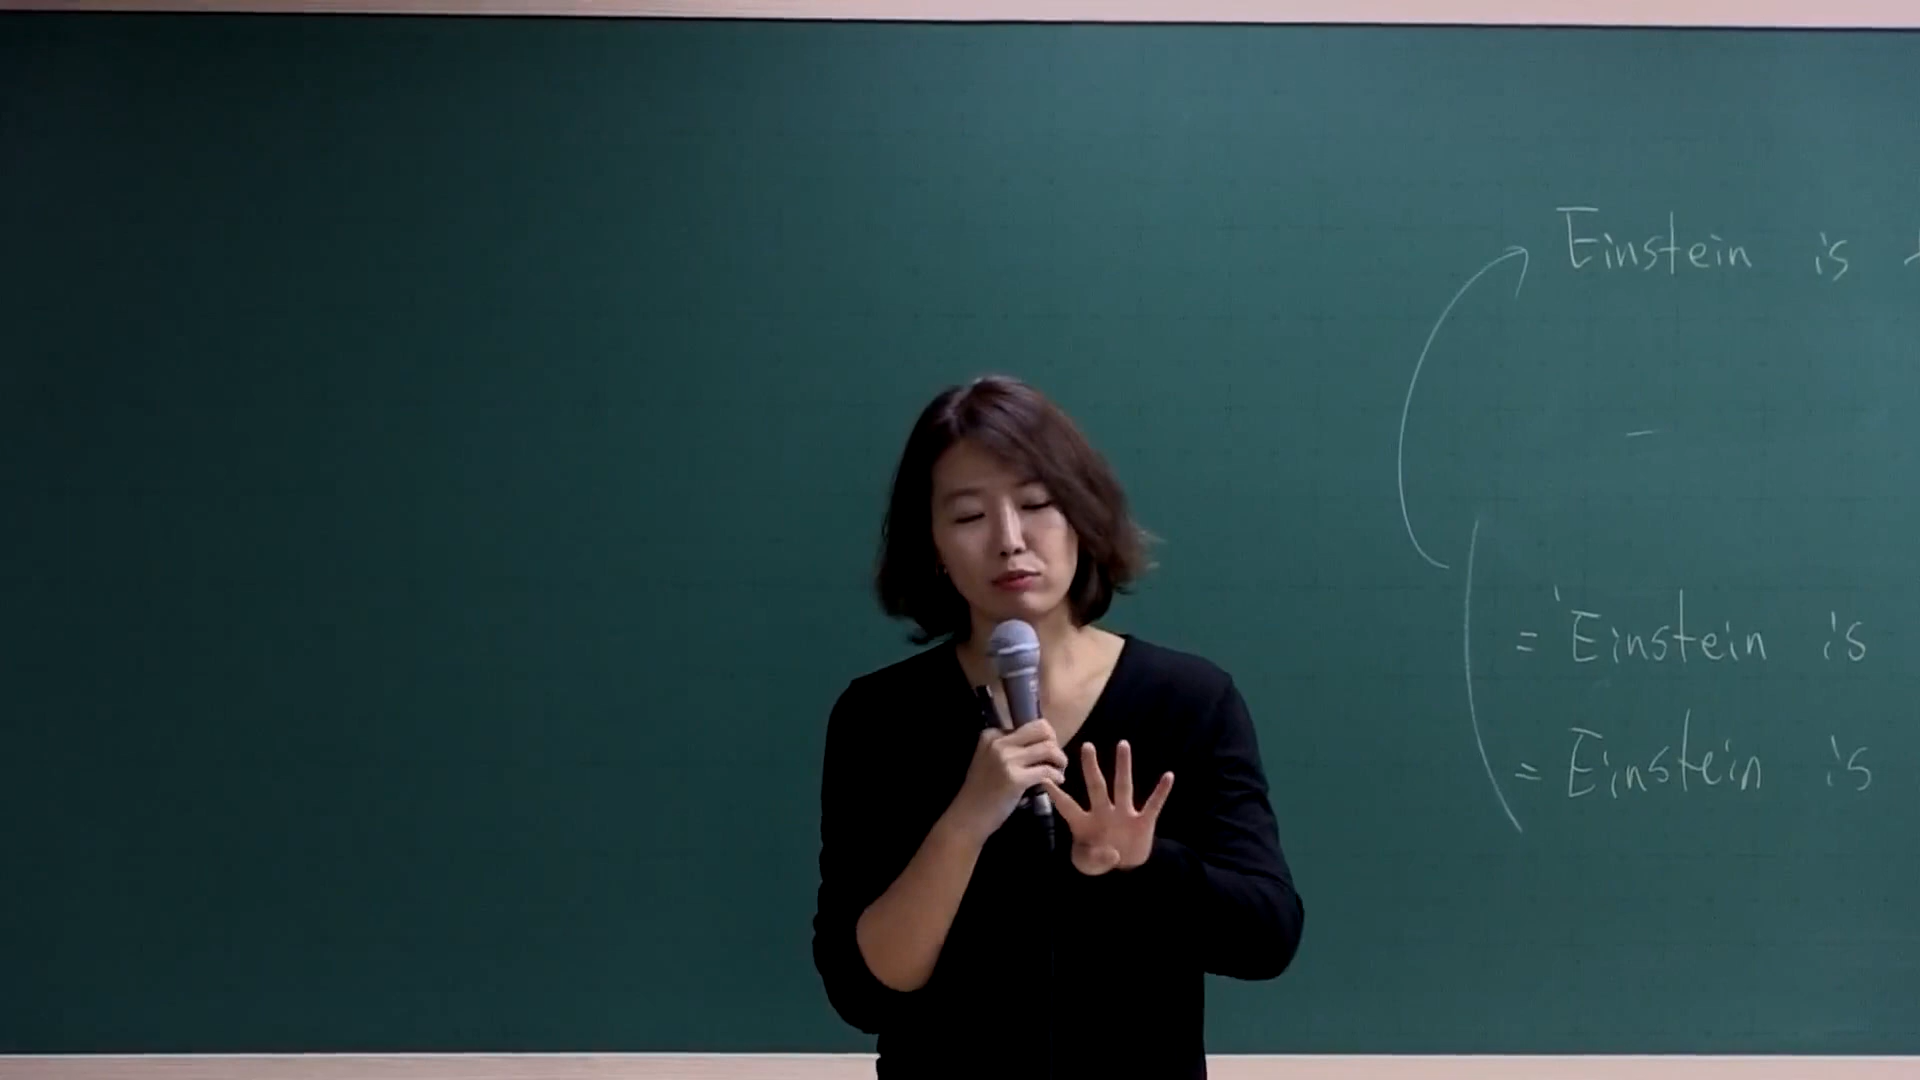 Einstein is
-
= 'Einstein is
= Einstein is